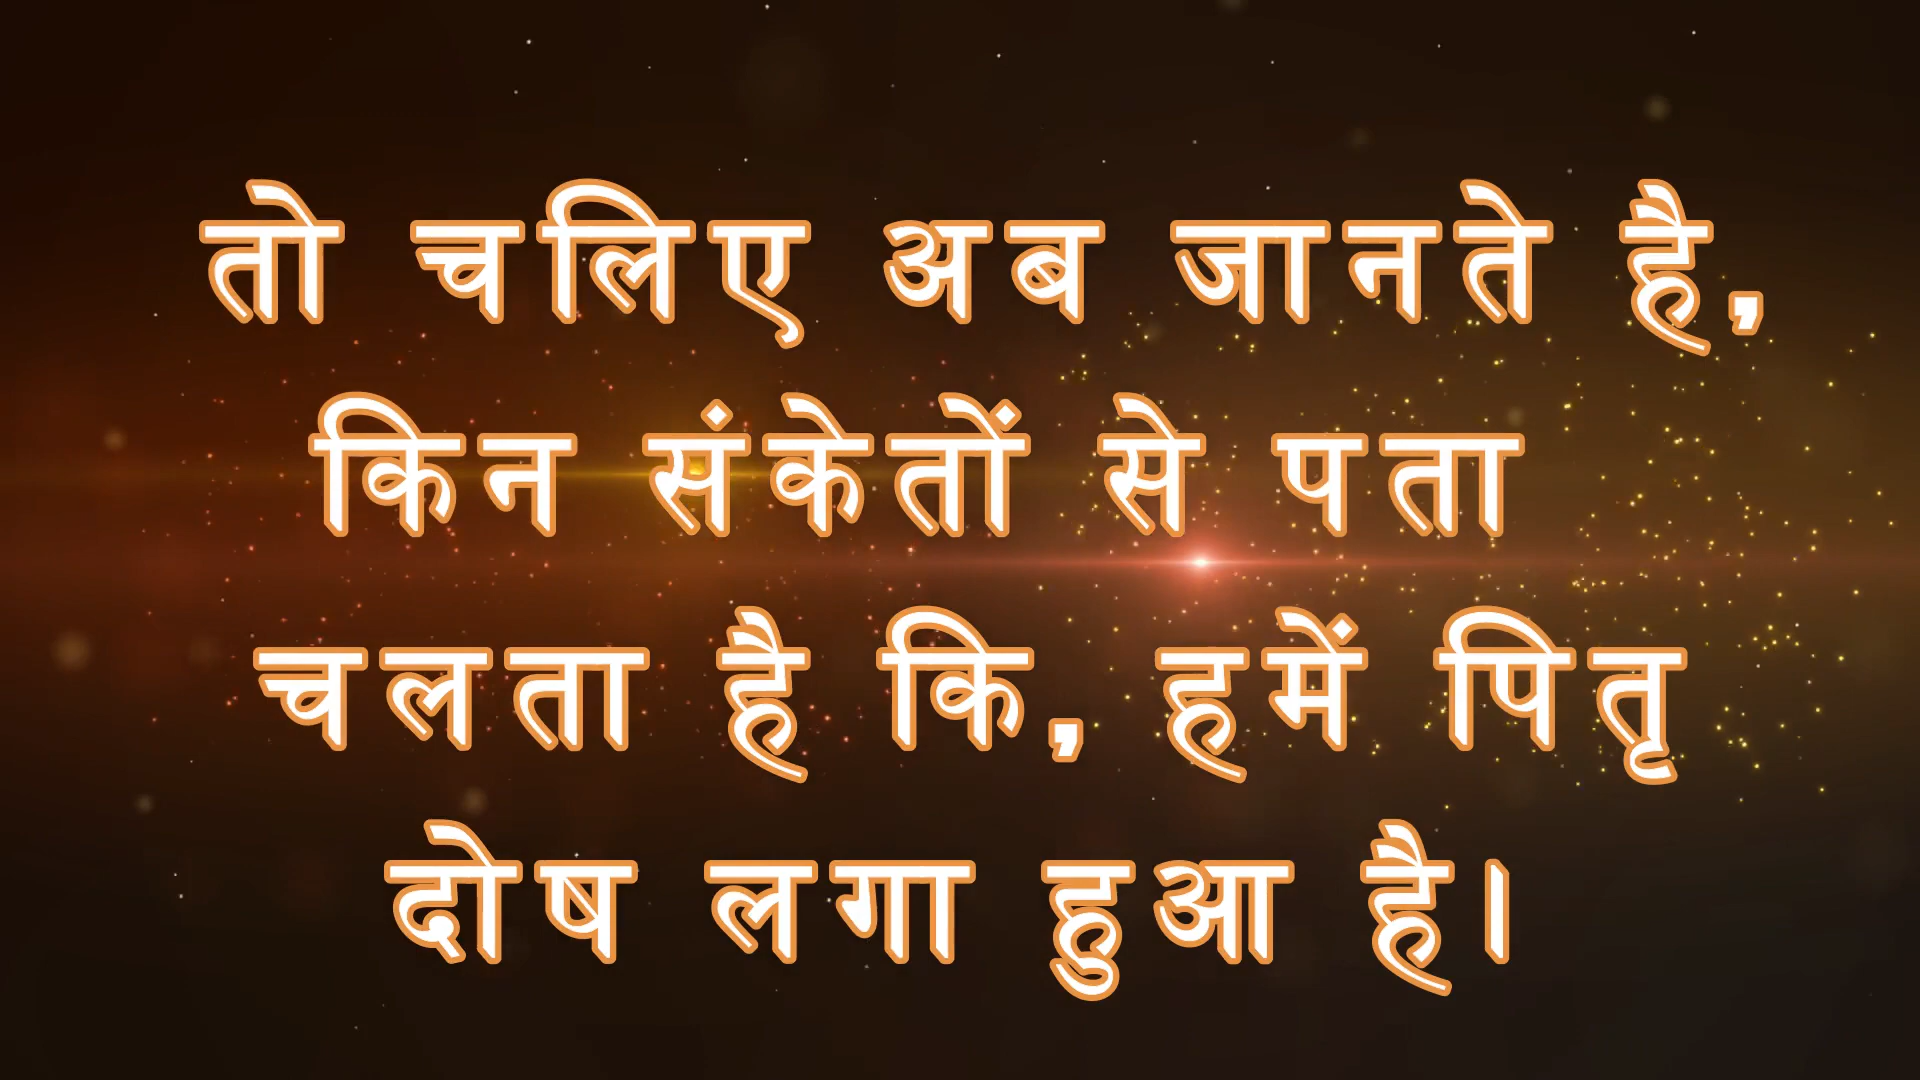 तो चलिए अब जानते है,
किन संकेतों से पता
चलता है कि, हमें पितृ
दोष लगा हुआ है।